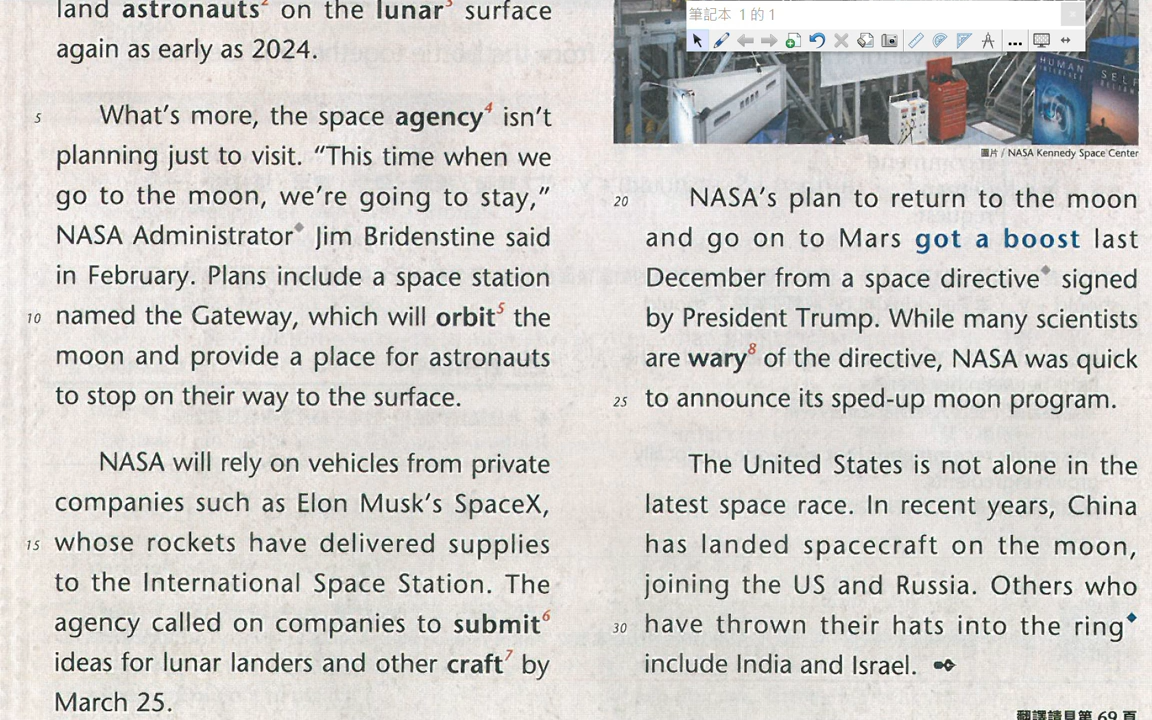 land astronauts² on the lunar³ surface
again as early as 2024.
5 What's more, the space agency⁴ isn't
planning just to visit. “This time when we
go to the moon, we're going to stay,”
NASA Administrator◆ Jim Bridenstine said
in February. Plans include a space station
10 named the Gateway, which will orbit⁵ the
moon and provide a place for astronauts
to stop on their way to the surface.
NASA will rely on vehicles from private
companies such as Elon Musk's SpaceX,
15 whose rockets have delivered supplies
to the International Space Station. The
agency called on companies to submit⁶
ideas for lunar landers and other craft⁷ by
March 25.
筆記本 1 的 1
HUMAN
SELF
圖片 / NASA Kennedy Space Center
20 NASA's plan to return to the moon
and go on to Mars got a boost last
December from a space directive◆ signed
by President Trump. While many scientists
are wary⁸ of the directive, NASA was quick
25 to announce its sped-up moon program.
The United States is not alone in the
latest space race. In recent years, China
has landed spacecraft on the moon,
joining the US and Russia. Others who
30 have thrown their hats into the ring◆
include India and Israel.
翻譯請見第 69 頁